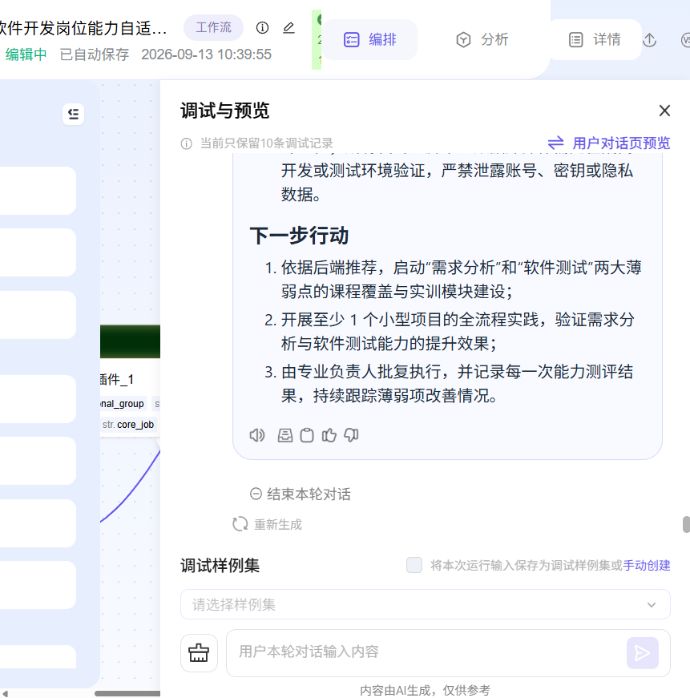 软件开发岗位能力自适...
工作流
编排
分析
详情
编辑中 已自动保存 2026-09-13 10:39:55
调试与预览
当前只保留10条调试记录
用户对话页预览
开发或测试环境验证，严禁泄露账号、密钥或隐私
数据。
下一步行动
1. 依据后端推荐，启动“需求分析”和“软件测试”两大薄
弱点的课程覆盖与实训模块建设；
2. 开展至少 1 个小型项目的全流程实践，验证需求分
析与软件测试能力的提升效果；
3. 由专业负责人批复执行，并记录每一次能力测评结
果，持续跟踪薄弱项改善情况。
插件_1
onal_group
str. core_job
结束本轮对话
重新生成
调试样例集
将本次运行输入保存为调试样例集或手动创建
请选择样例集
用户本轮对话输入内容
内容由AI生成，仅供参考